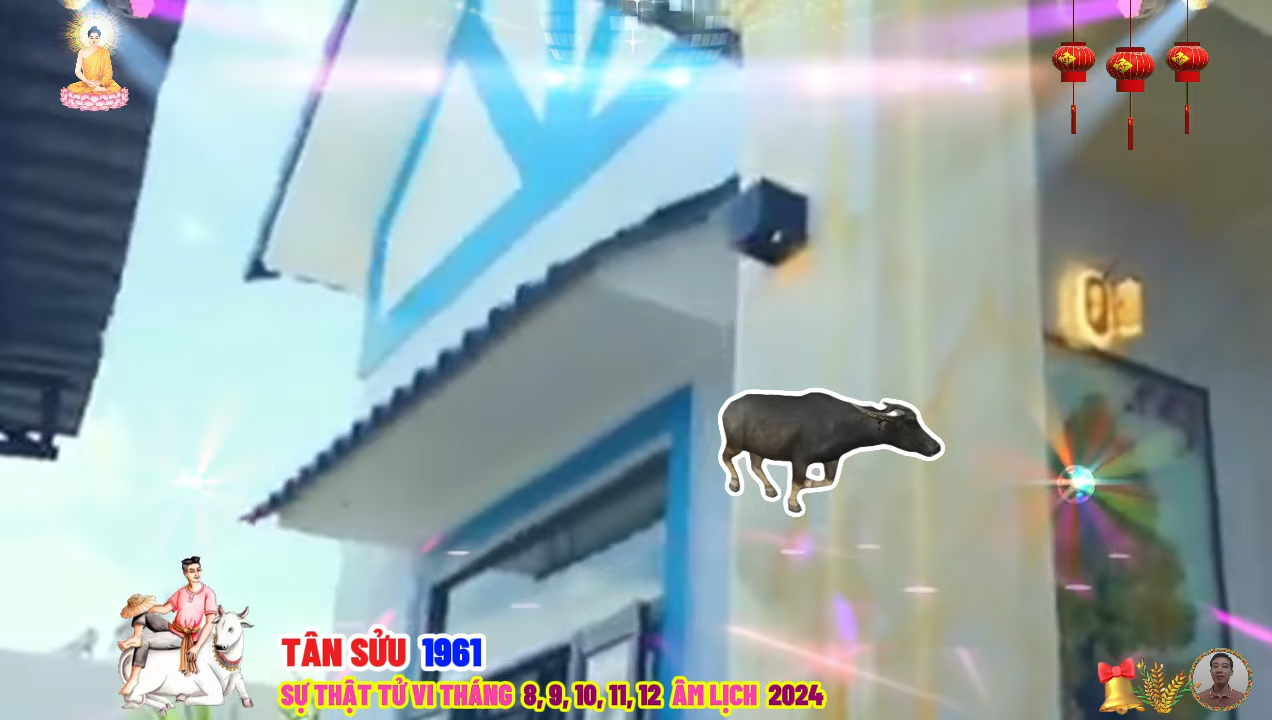 TÂN SỬU 1961
SỰ THẬT TỬ VI THÁNG 8, 9, 10, 11, 12 ÂM LỊCH 2024